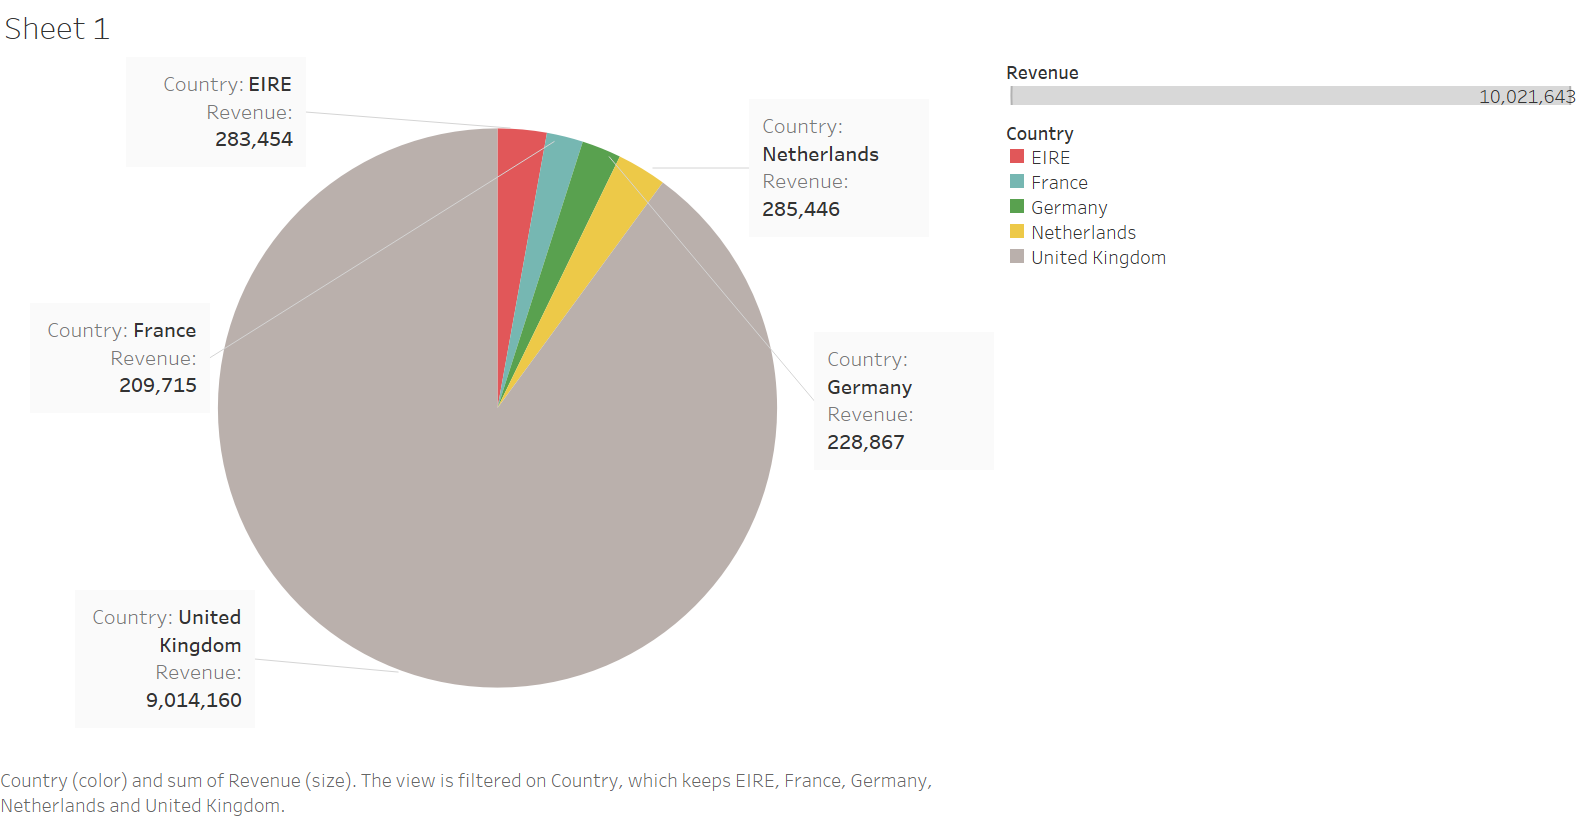 Sheet 1
Country: EIRE
Revenue:
283,454
Country:
Netherlands
Revenue:
285,446
Country: France
Revenue:
209,715
Country:
Germany
Revenue:
228,867
Country: United
Kingdom
Revenue:
9,014,160
Revenue
10,021,643
Country
EIRE
France
Germany
Netherlands
United Kingdom
Country (color) and sum of Revenue (size). The view is filtered on Country, which keeps EIRE, France, Germany,
Netherlands and United Kingdom.